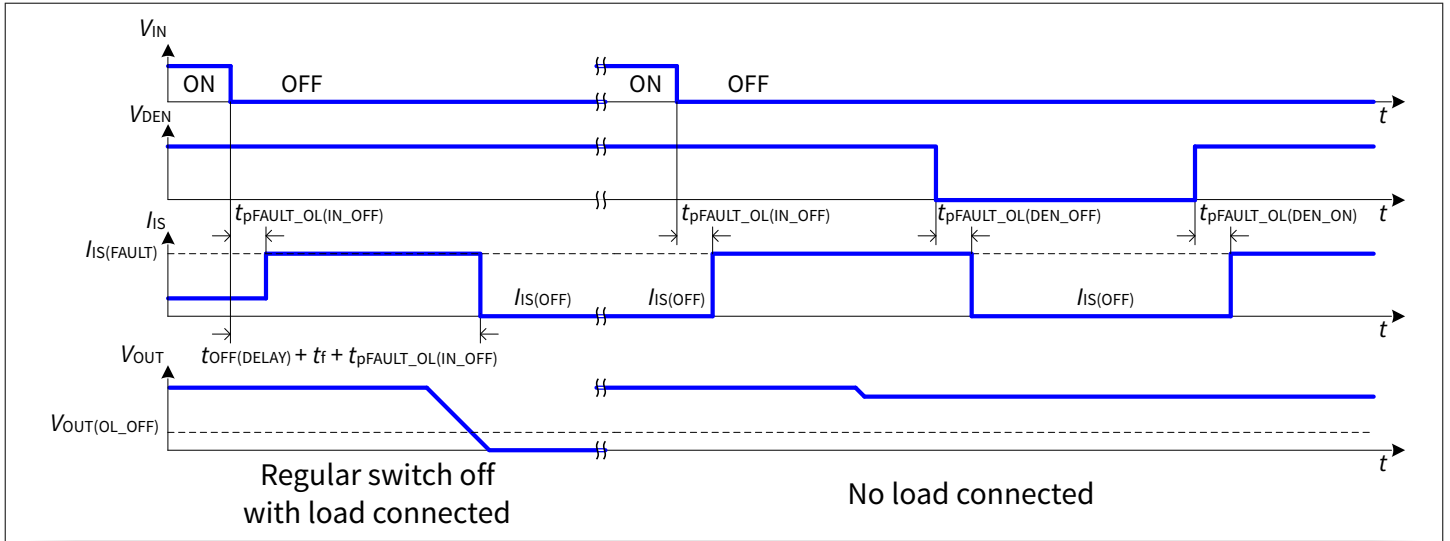 VIN
ON OFF ON OFF
t
VDEN
t
tpFAULT_OL(IN_OFF) tpFAULT_OL(IN_OFF) tpFAULT_OL(DEN_OFF) tpFAULT_OL(DEN_ON)
IIS
IIS(FAULT)
IIS(OFF) IIS(OFF) IIS(OFF)
t
tOFF(DELAY) + tf + tpFAULT_OL(IN_OFF)
VOUT
VOUT(OL_OFF)
t
Regular switch off
with load connected
No load connected